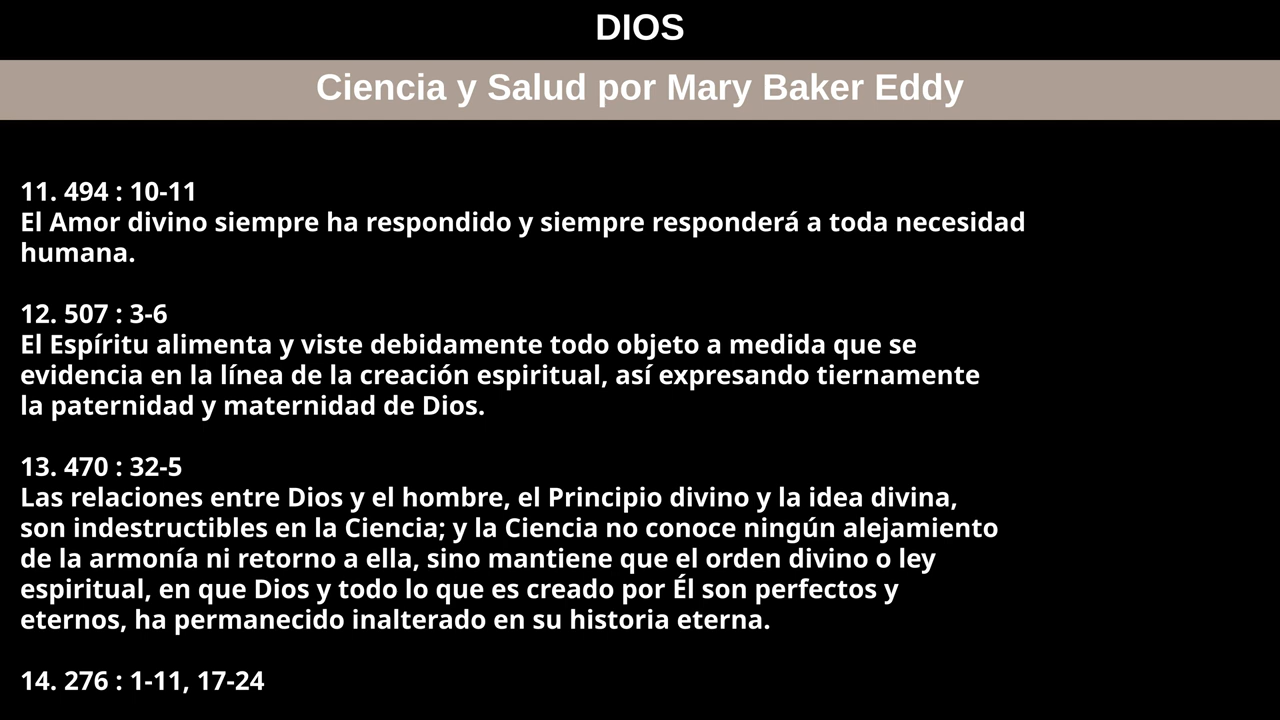 DIOS
Ciencia y Salud por Mary Baker Eddy
11. 494 : 10-11
El Amor divino siempre ha respondido y siempre responderá a toda necesidad
humana.
12. 507 : 3-6
El Espíritu alimenta y viste debidamente todo objeto a medida que se
evidencia en la línea de la creación espiritual, así expresando tiernamente
la paternidad y maternidad de Dios.
13. 470 : 32-5
Las relaciones entre Dios y el hombre, el Principio divino y la idea divina,
son indestructibles en la Ciencia; y la Ciencia no conoce ningún alejamiento
de la armonía ni retorno a ella, sino mantiene que el orden divino o ley
espiritual, en que Dios y todo lo que es creado por Él son perfectos y
eternos, ha permanecido inalterado en su historia eterna.
14. 276 : 1-11, 17-24